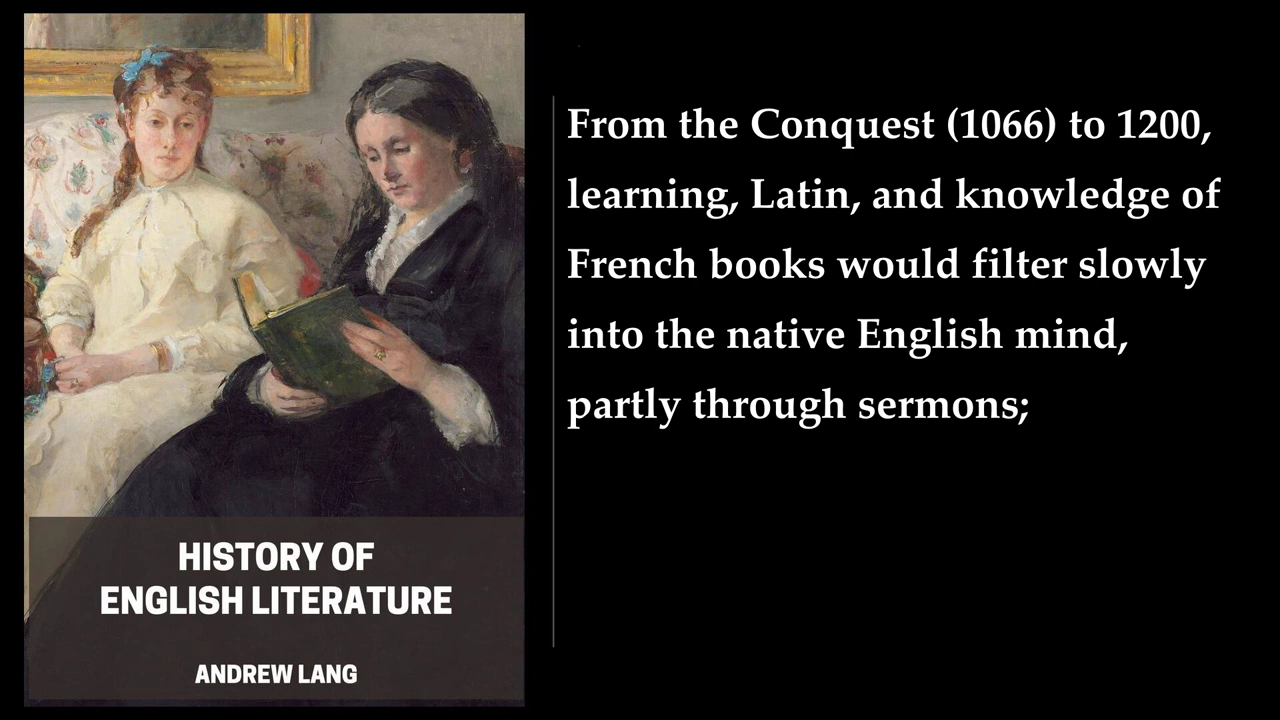 From the Conquest (1066) to 1200,
learning, Latin, and knowledge of
French books would filter slowly
into the native English mind,
partly through sermons;
HISTORY OF
ENGLISH LITERATURE
ANDREW LANG